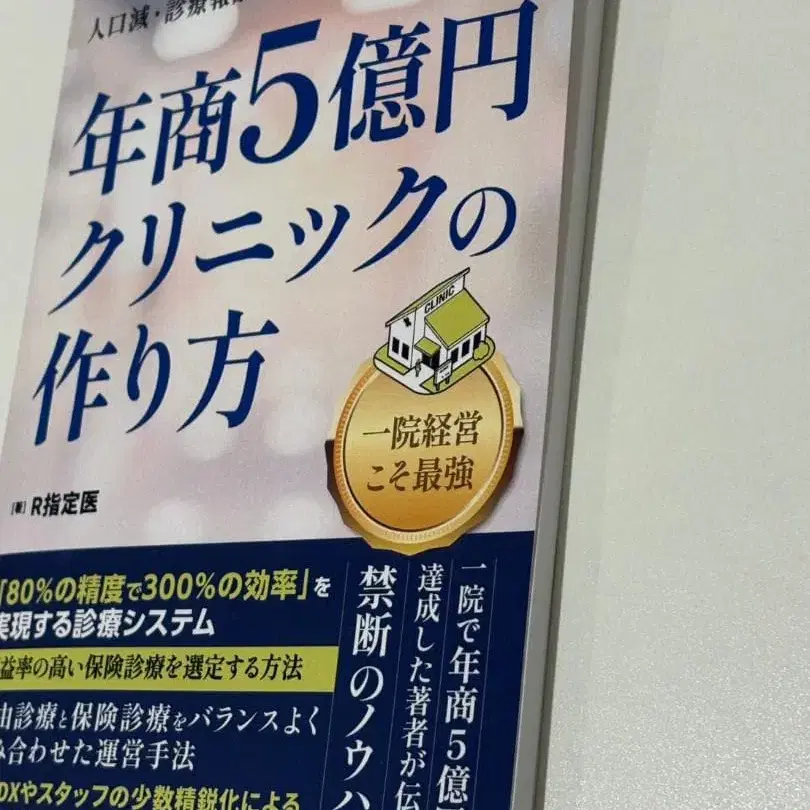 人口減・診療報
年商5億円
クリニックの
作り方
CLINIC
一院経営
こそ最強
[著] R指定医
「80%の精度で300%の効率」を
実現する診療システム
益率の高い保険診療を選定する方法
由診療と保険診療をバランスよく
み合わせた運営手法
DXやスタッフの少数精鋭化による
一院で年商5億
達成した著者が伝
禁断のノウハ